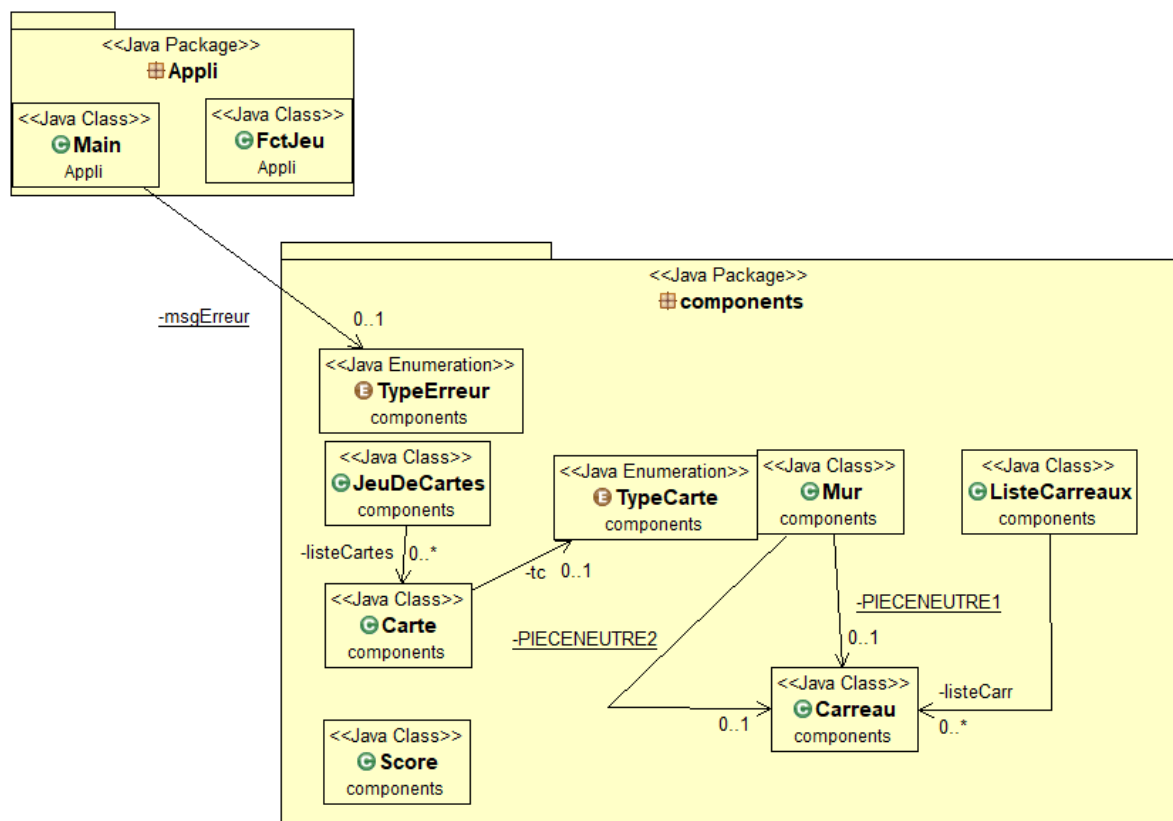 <<Java Package>>
Appli
<<Java Class>>
Main
Appli
<<Java Class>>
FctJeu
Appli
<<Java Package>>
components
-msgErreur
0..1
<<Java Enumeration>>
TypeErreur
components
<<Java Class>>
JeuDeCartes
components
<<Java Enumeration>>
TypeCarte
components
<<Java Class>>
Mur
components
<<Java Class>>
ListeCarreaux
components
-listeCartes
0..*
-tc
0..1
<<Java Class>>
Carte
components
-PIECENEUTRE2
0..1
-PIECENEUTRE1
0..1
<<Java Class>>
Carreau
components
-listeCarr
0..*
<<Java Class>>
Score
components